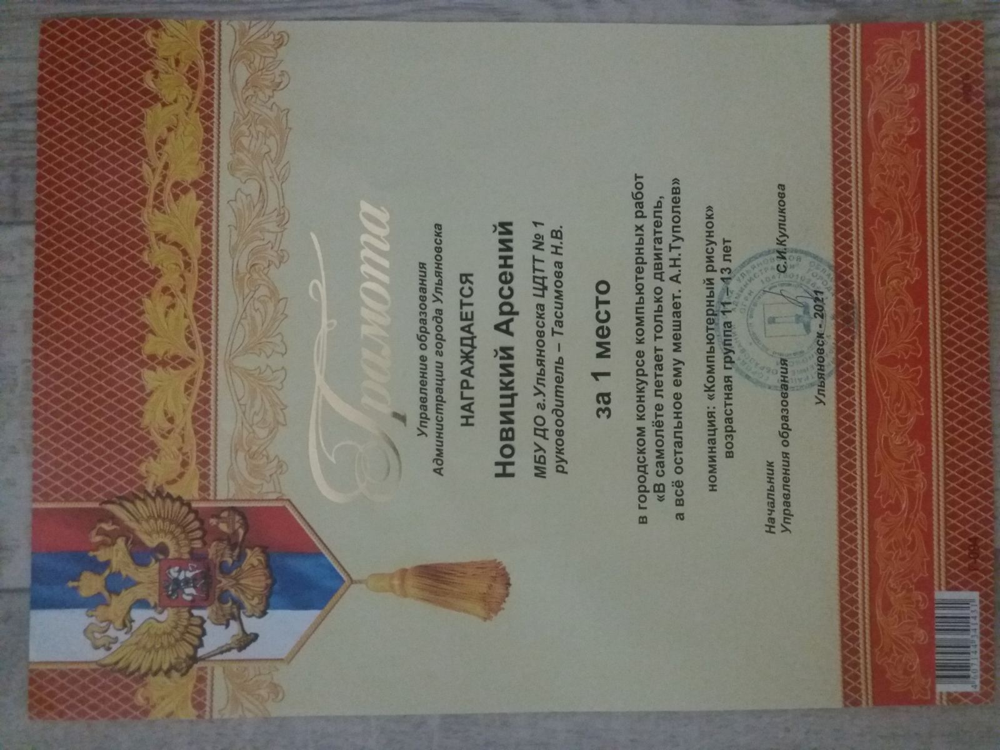 Грамота
Управление образования
Администрации города Ульяновска
НАГРАЖДАЕТСЯ
Новицкий Арсений
МБУ ДО г.Ульяновска ЦДТТ № 1
руководитель – Тасимова Н.В.
за 1 место
в городском конкурсе компьютерных работ
«В самолёте летает только двигатель,
а всё остальное ему мешает. А.Н.Туполев»
номинация: «Компьютерный рисунок»
возрастная группа 11 – 13 лет
Начальник
Управления образования С.И.Куликова
Ульяновск - 2021
4607144341431